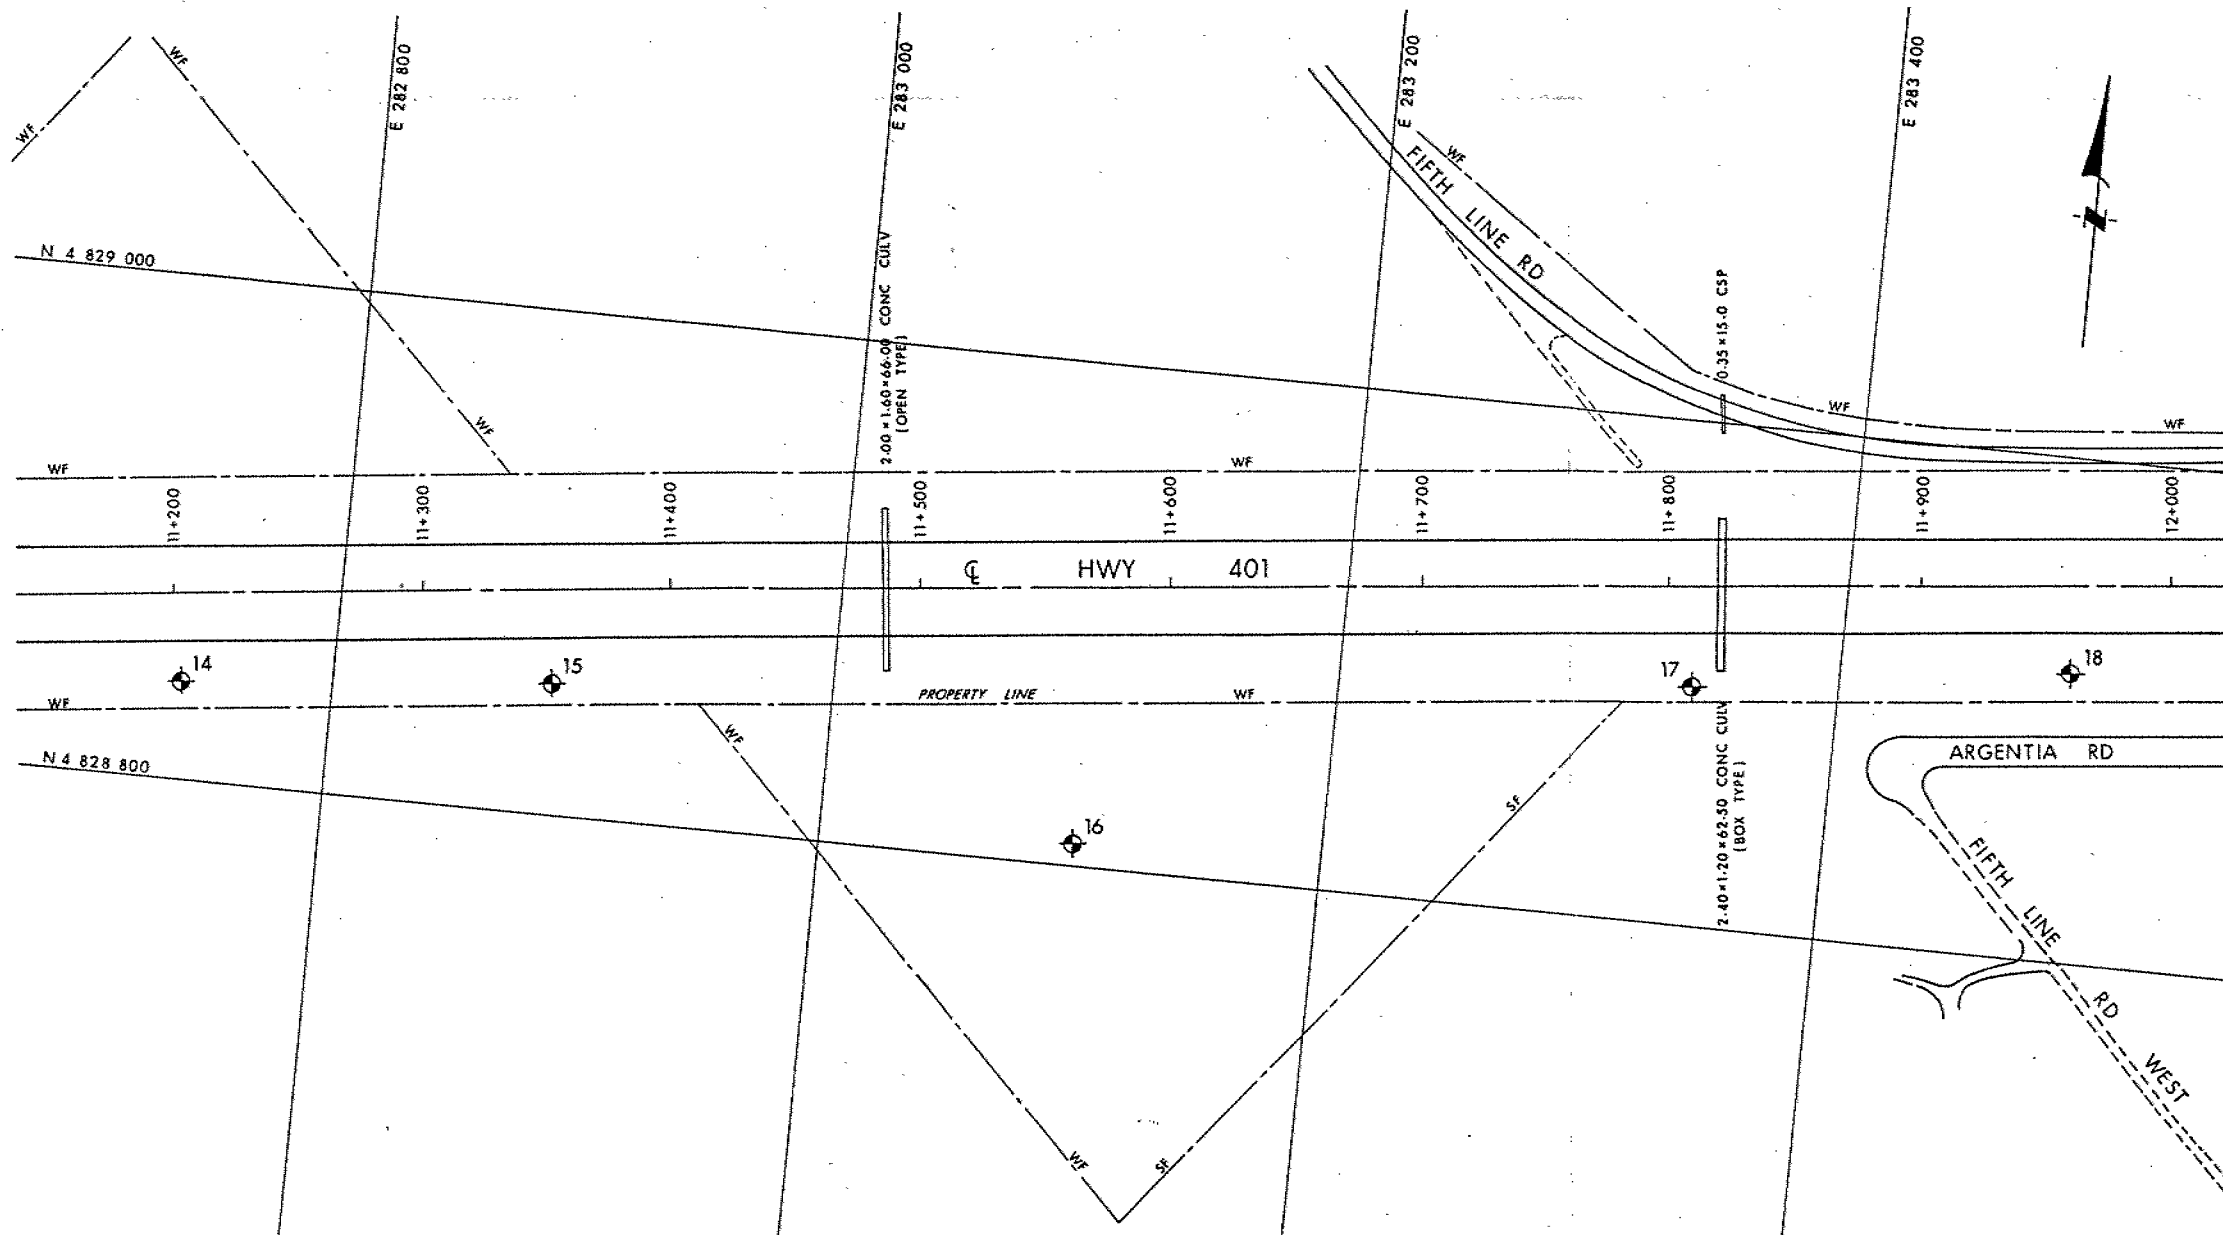 E 282 800
E 283 000
E 283 200
E 283 400
WF
WF
WF
FIFTH LINE RD
N
N 4 829 000
2.00 × 1.60 × 66.00 CONC CULV
[OPEN TYPE]
0.35 × 15.0 CSP
WF
WF
WF
WF
WF
11+200
11+300
11+400
11+500
11+600
11+700
11+800
11+900
12+000
℄ HWY 401
14
15
17
18
WF
PROPERTY LINE
WF
WF
N 4 828 800
2.40 × 1.20 × 62.50 CONC CULV
[BOX TYPE]
ARGENTIA RD
SF
16
FIFTH LINE RD WEST
WF
SF